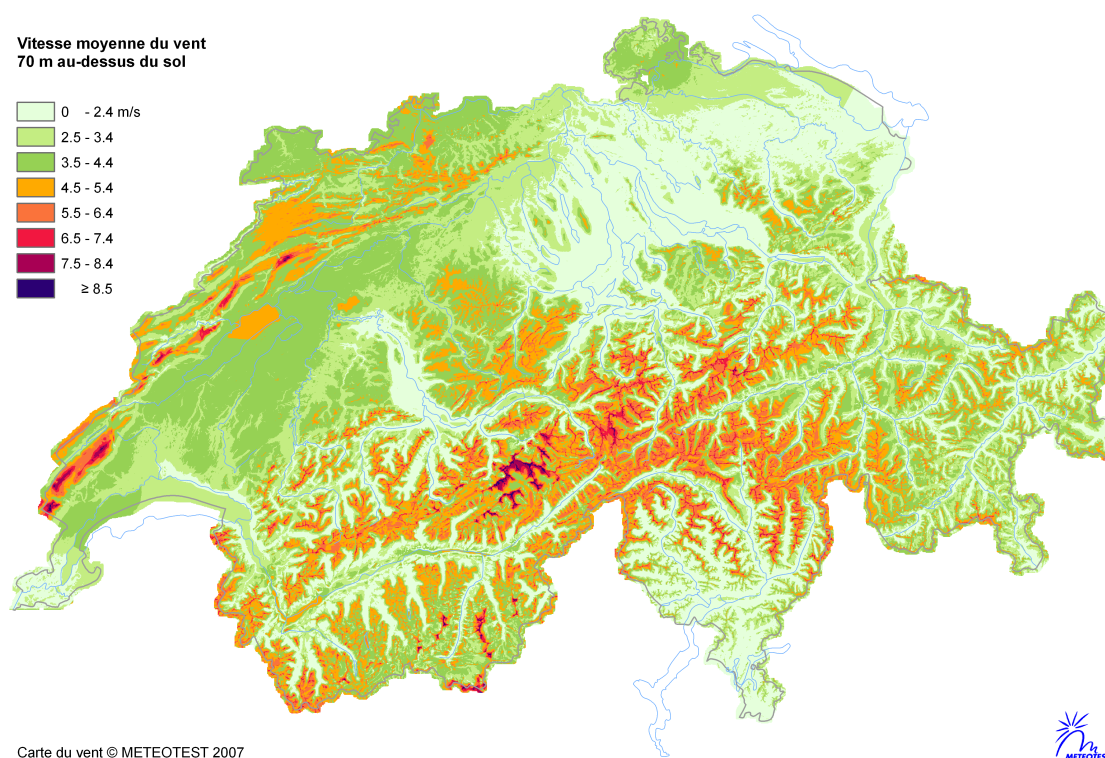 Vitesse moyenne du vent
70 m au-dessus du sol
0 - 2.4 m/s
2.5 - 3.4
3.5 - 4.4
4.5 - 5.4
5.5 - 6.4
6.5 - 7.4
7.5 - 8.4
≥ 8.5
Carte du vent © METEOTEST 2007
METEOTES